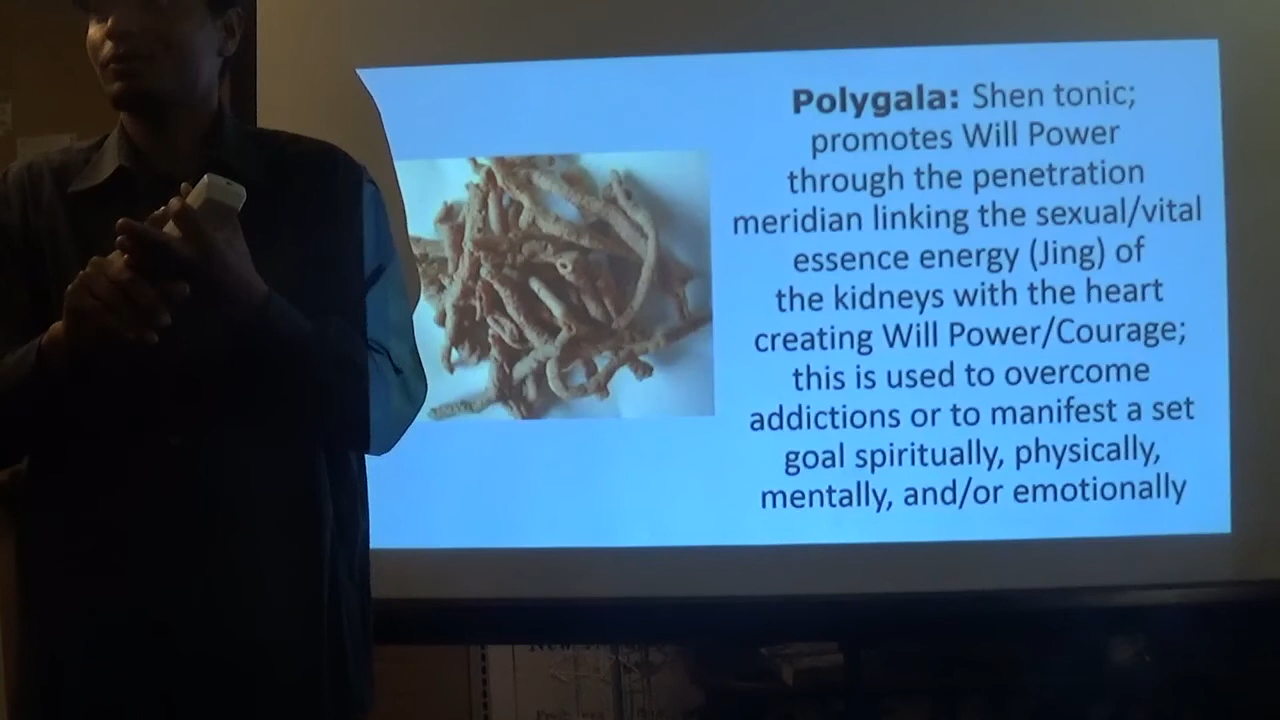 Polygala: Shen tonic;
promotes Will Power
through the penetration
meridian linking the sexual/vital
essence energy (Jing) of
the kidneys with the heart
creating Will Power/Courage;
this is used to overcome
addictions or to manifest a set
goal spiritually, physically,
mentally, and/or emotionally